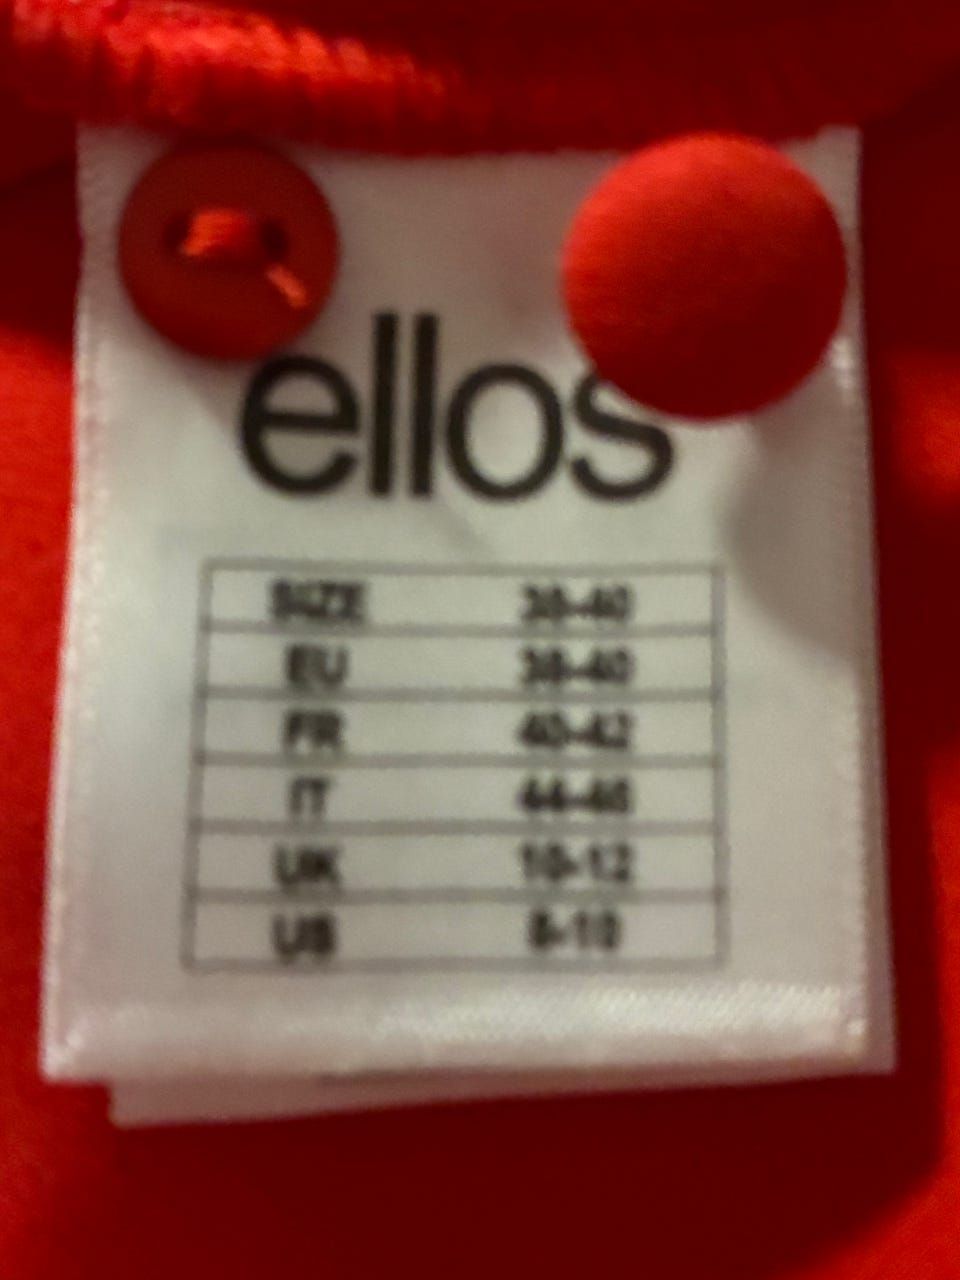 ellos
SIZE 38-40
EU 38-40
FR 40-42
IT 44-46
UK 10-12
US 8-10